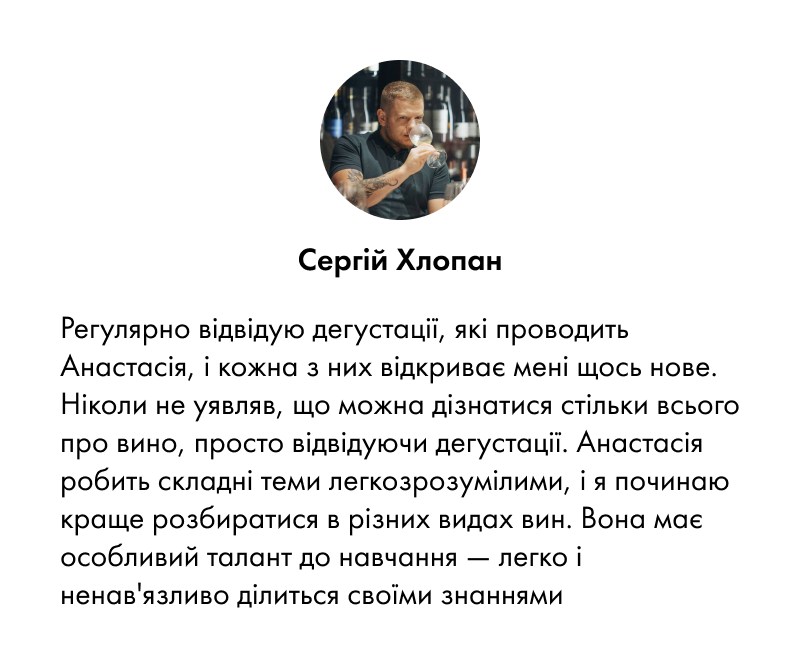 Сергій Хлопан
Регулярно відвідую дегустації, які проводить
Анастасія, і кожна з них відкриває мені щось нове.
Ніколи не уявляв, що можна дізнатися стільки всього
про вино, просто відвідуючи дегустації. Анастасія
робить складні теми легкозрозумілими, і я починаю
краще розбиратися в різних видах вин. Вона має
особливий талант до навчання — легко і
ненав'язливо ділиться своїми знаннями